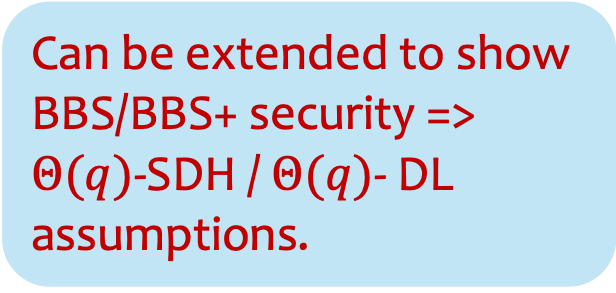 Can be extended to show
BBS/BBS+ security =>
Θ(𝑞)-SDH / Θ(𝑞)- DL
assumptions.